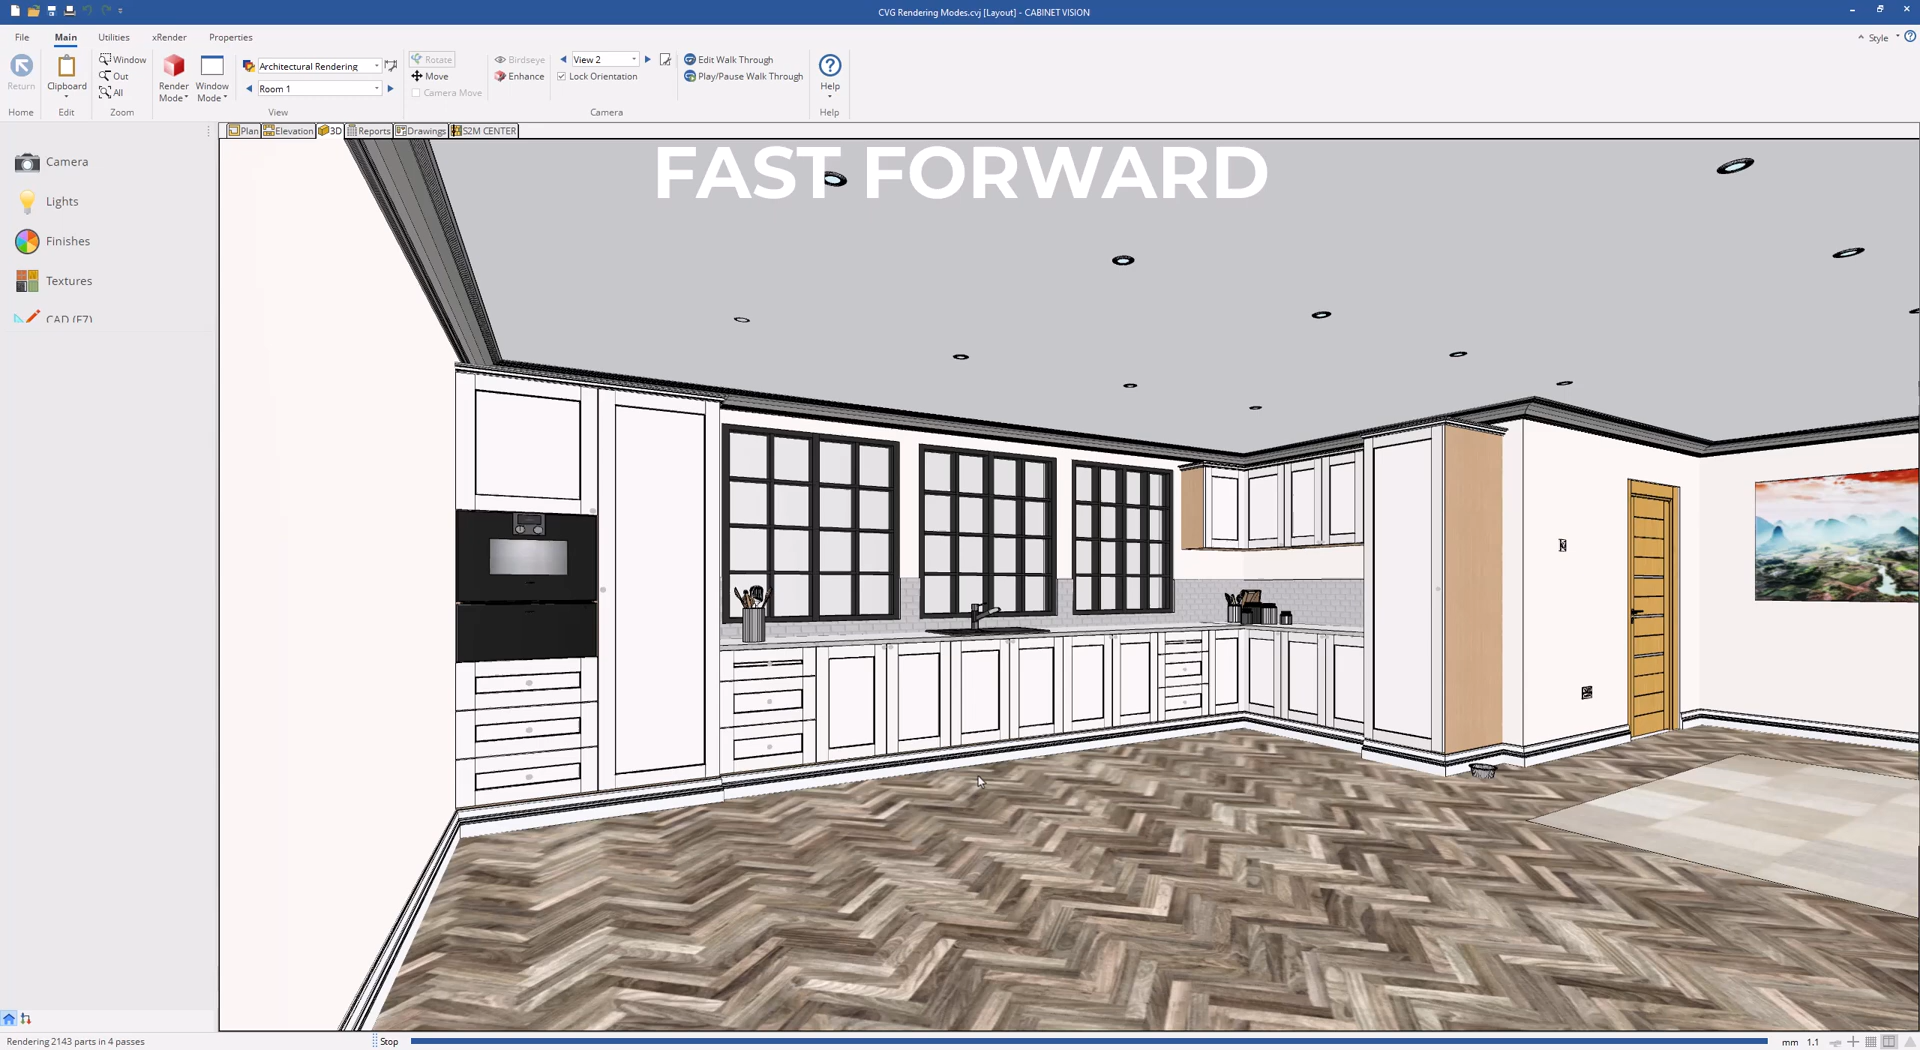 CVG Rendering Modes.cvj [Layout] - CABINET VISION
File Main Utilities xRender Properties
Style
Return
Home
Clipboard
Edit
Window
Out
All
Zoom
Render Mode
Window Mode
Architectural Rendering
Room 1
View
Rotate
Move
Camera Move
Birdseye
Enhance
View 2
Lock Orientation
Camera
Edit Walk Through
Play/Pause Walk Through
Help
Help
Plan Elevation 3D Reports Drawings S2M CENTER
Camera
Lights
Finishes
Textures
CAD (F7)
FAST FORWARD
Rendering 2143 parts in 4 passes
Stop
mm 1.1